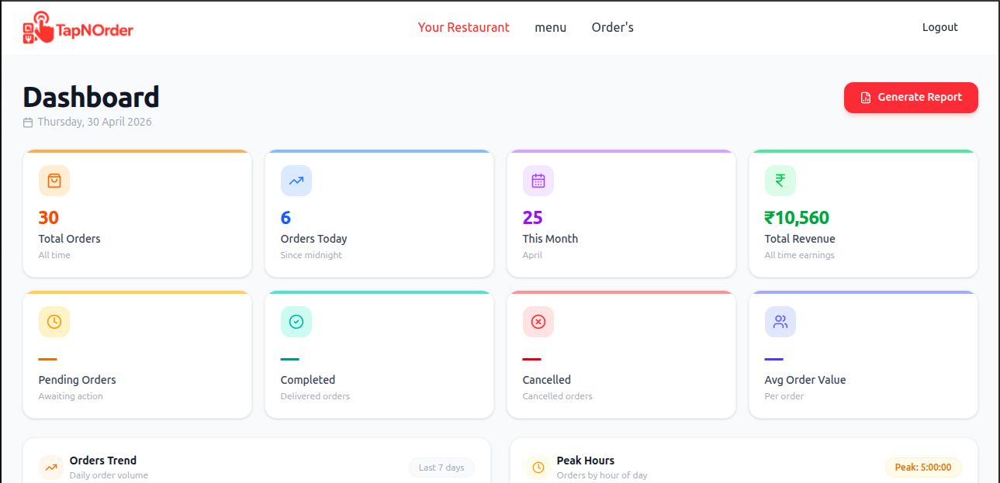 TapNOrder
Your Restaurant menu Order's Logout
Dashboard
Thursday, 30 April 2026
Generate Report
30
Total Orders
All time
6
Orders Today
Since midnight
25
This Month
April
₹10,560
Total Revenue
All time earnings
—
Pending Orders
Awaiting action
—
Completed
Delivered orders
—
Cancelled
Cancelled orders
—
Avg Order Value
Per order
Orders Trend
Daily order volume
Last 7 days
Peak Hours
Orders by hour of day
Peak: 5:00:00